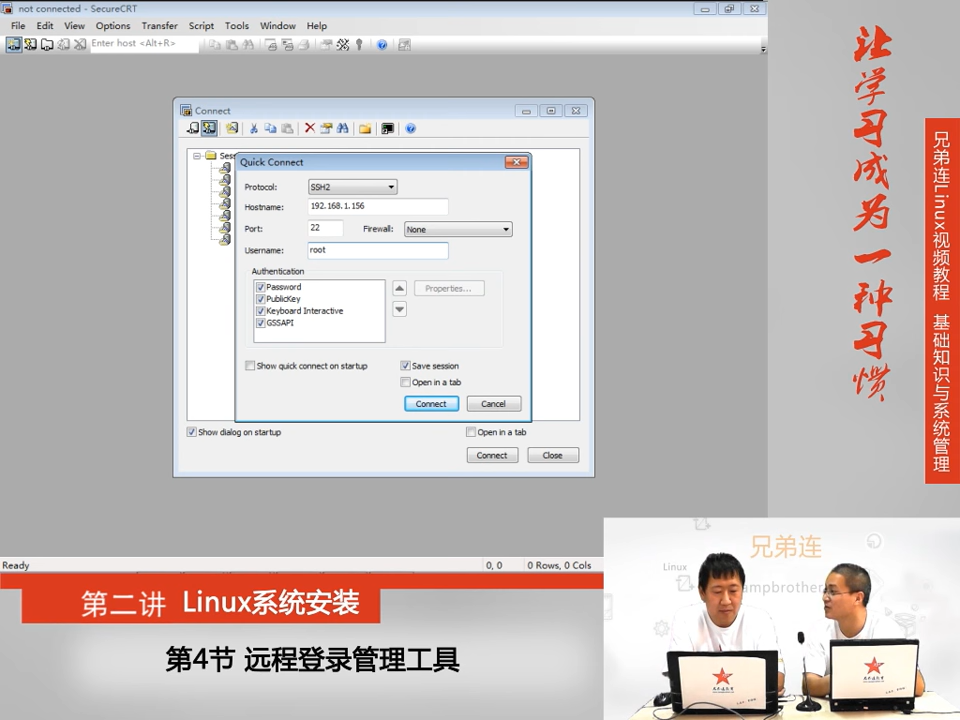 not connected - SecureCRT
File Edit View Options Transfer Script Tools Window Help
Enter host <Alt+R>
Connect
Sess
Quick Connect
Protocol: SSH2
Hostname: 192.168.1.156
Port: 22 Firewall: None
Username: root
Authentication
Password
PublicKey
Keyboard Interactive
GSSAPI
Properties...
Show quick connect on startup
Save session
Open in a tab
Connect Cancel
Show dialog on startup
Open in a tab
Connect Close
Ready 0, 0 0 Rows, 0 Cols
让学习成为一种习惯
兄弟连Linux视频教程 基础知识与系统管理
第二讲 Linux系统安装
第4节 远程登录管理工具
兄弟连
Linux
ampbrother